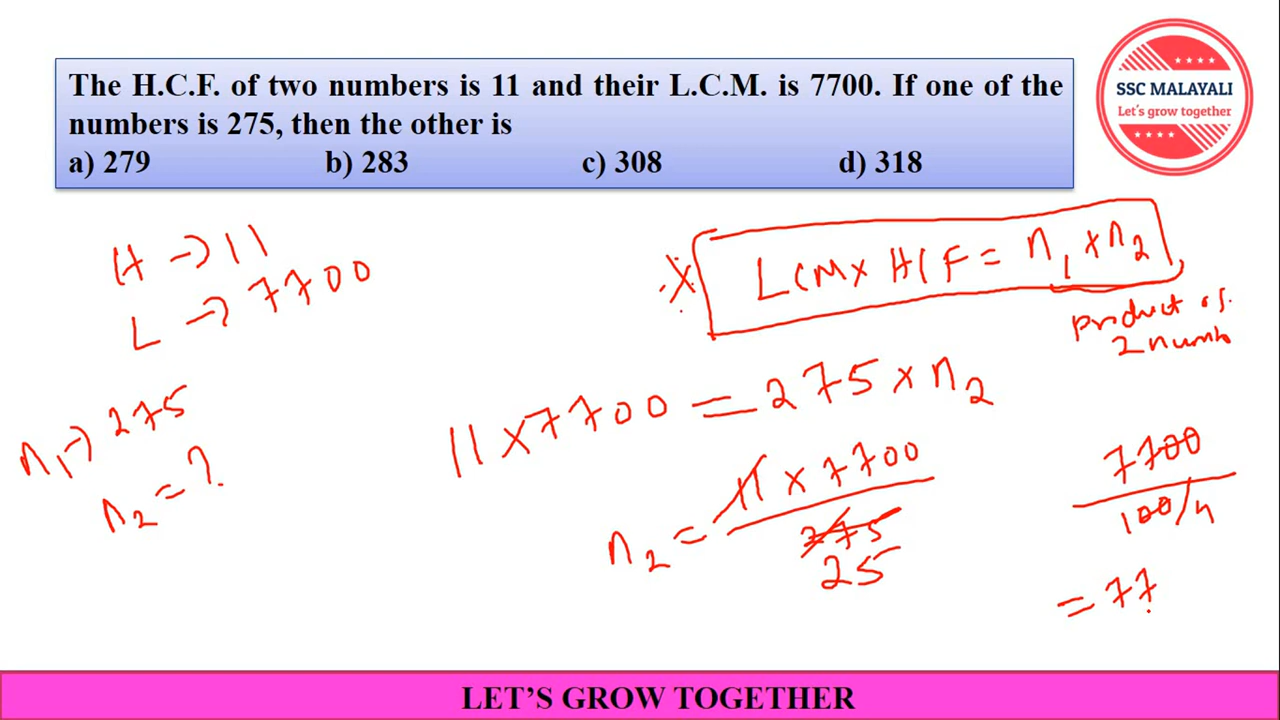 The H.C.F. of two numbers is 11 and their L.C.M. is 7700. If one of the
numbers is 275, then the other is
a) 279 b) 283 c) 308 d) 318
SSC MALAYALI
Let's grow together
H → 11
L → 7700
n₁ → 275
n₂ = ?
LCM × HCF = n₁ × n₂
product of
2 numb
11 × 7700 = 275 × n₂
n₂ = 11 × 7700 / 275
25
7700
100/4
= 77
LET'S GROW TOGETHER